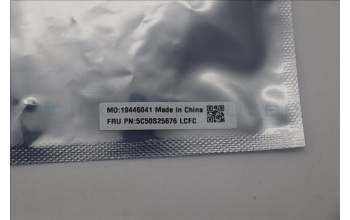 MO:19446041 Made in China
FRU PN:5C50S25676 LCFC